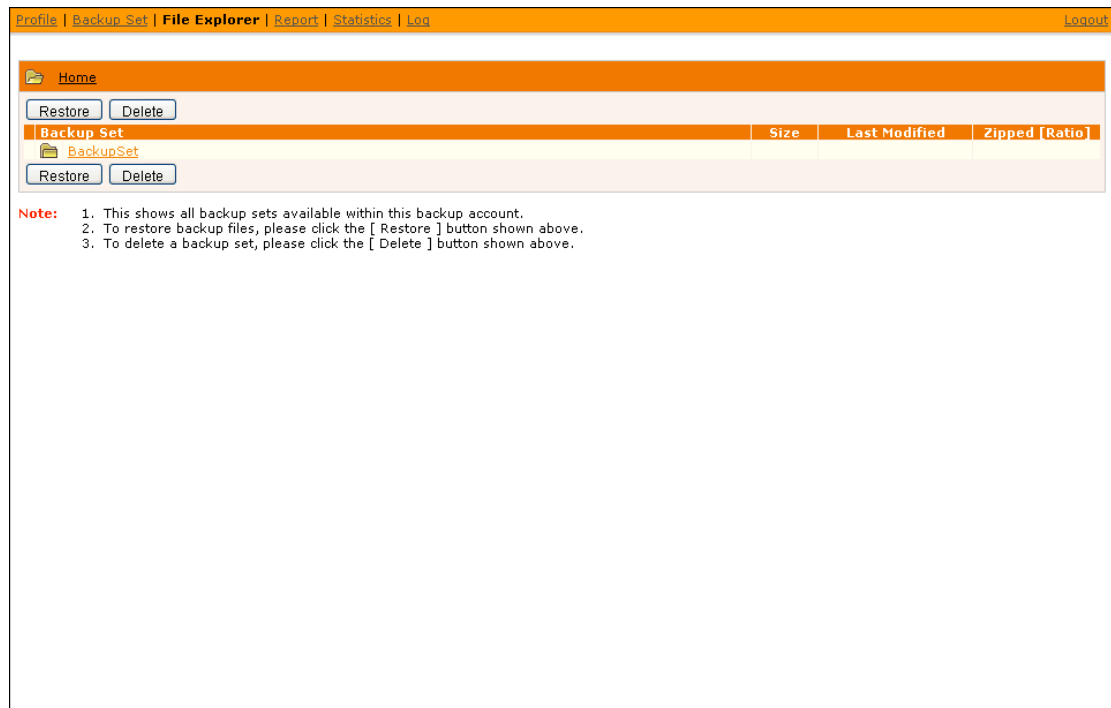 Profile | Backup Set | File Explorer | Report | Statistics | Log Logout
Home
Restore Delete
Backup Set Size Last Modified Zipped [Ratio]
BackupSet
Restore Delete
Note: 1. This shows all backup sets available within this backup account.
2. To restore backup files, please click the [ Restore ] button shown above.
3. To delete a backup set, please click the [ Delete ] button shown above.